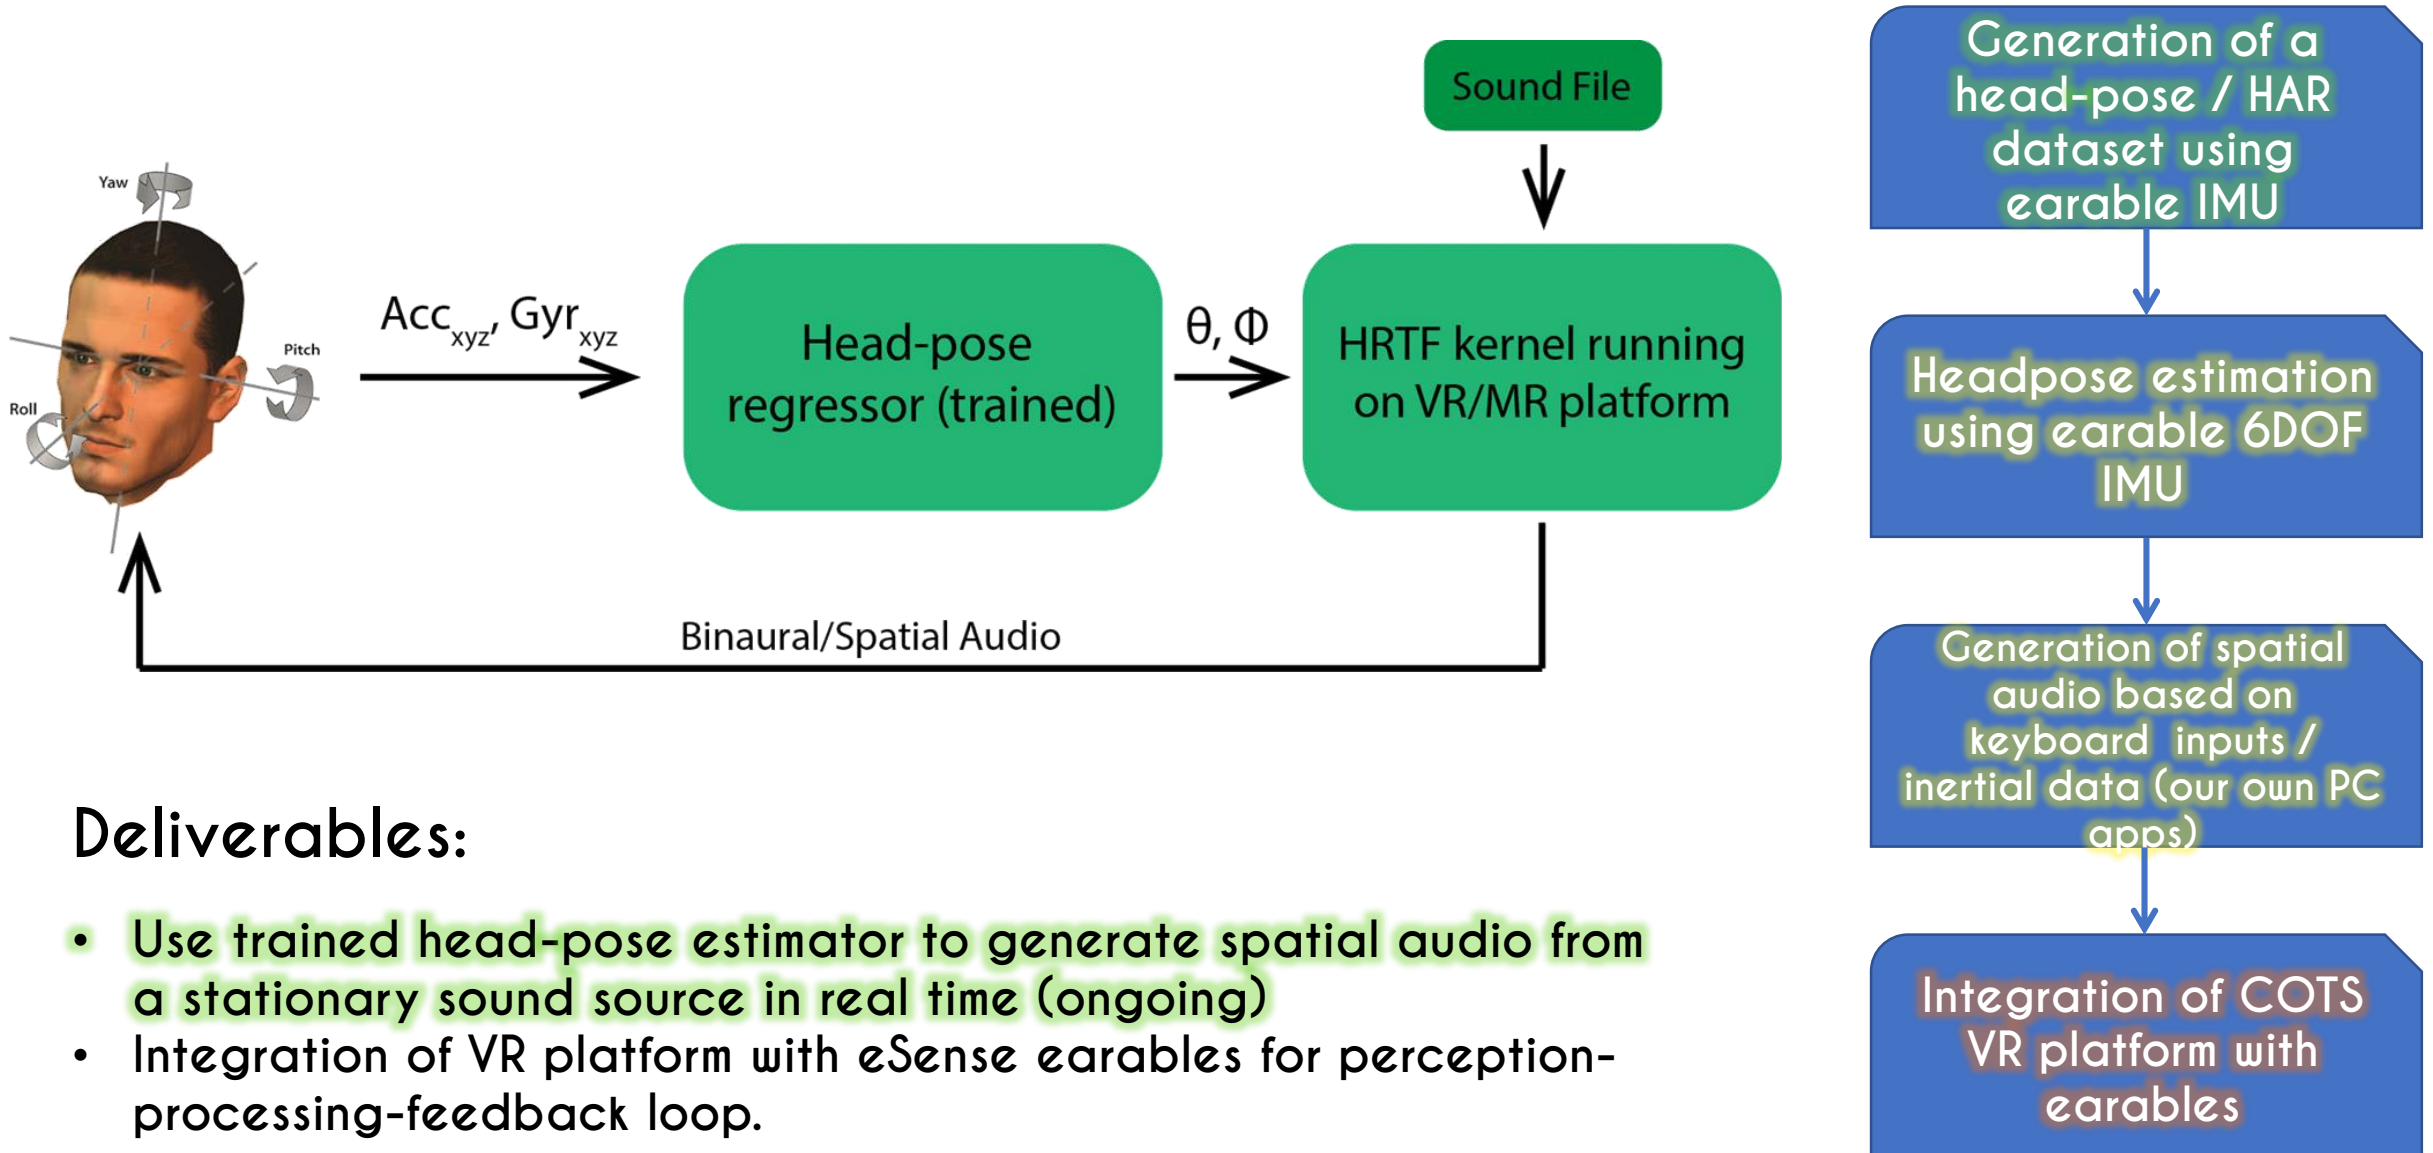 Yaw
Pitch
Roll
Acc xyz, Gyr xyz
Head-pose
regressor (trained)
θ, Φ
Sound File
HRTF kernel running
on VR/MR platform
Binaural/Spatial Audio
Deliverables:
• Use trained head-pose estimator to generate spatial audio from
a stationary sound source in real time (ongoing)
• Integration of VR platform with eSense earables for perception-
processing-feedback loop.
Generation of a
head-pose / HAR
dataset using
earable IMU
Headpose estimation
using earable 6DOF
IMU
Generation of spatial
audio based on
keyboard inputs /
inertial data (our own PC
apps)
Integration of COTS
VR platform with
earables